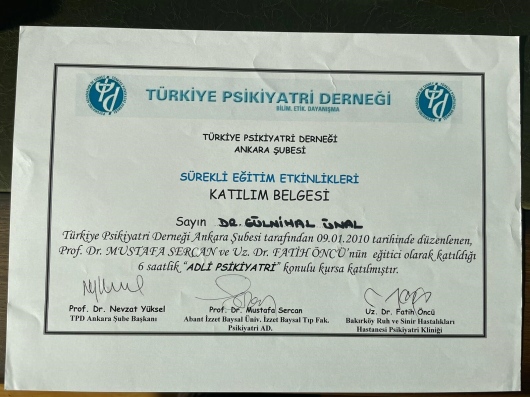 TÜRKİYE PSİKİYATRİ DERNEĞİ
BİLİM. ETİK. DAYANIŞMA
TÜRKİYE PSİKİYATRİ DERNEĞİ
ANKARA ŞUBESİ
SÜREKLİ EĞİTİM ETKİNLİKLERİ
KATILIM BELGESİ
Sayın DR. GÜLNİHAL ÜNAL
Türkiye Psikiyatri Derneği Ankara Şubesi tarafından 09.01.2010 tarihinde düzenlenen,
Prof. Dr. MUSTAFA SERCAN ve Uz. Dr. FATİH ÖNCÜ'nün eğitici olarak katıldığı
6 saatlik "ADLİ PSİKİYATRİ" konulu kursa katılmıştır.
Prof. Dr. Nevzat Yüksel Prof. Dr. Mustafa Sercan Uz. Dr. Fatih Öncü
TPD Ankara Şube Başkanı Abant İzzet Baysal Üniv. İzzet Baysal Tıp Fak. Bakırköy Ruh ve Sinir Hastalıkları
Psikiyatri AD. Hastanesi Psikiyatri Kliniği